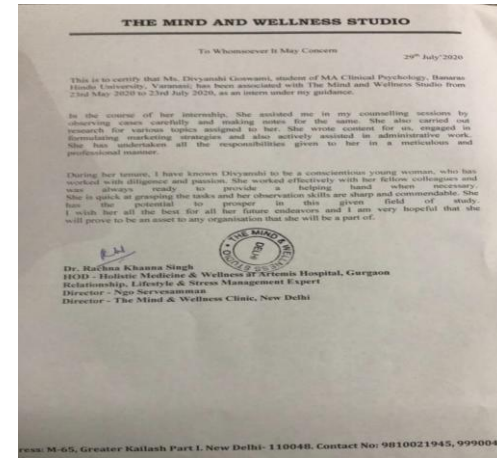 THE MIND AND WELLNESS STUDIO
To Whomsoever It May Concern
29th July'2020
This is to certify that Ms. Divyanshi Goswami, student of MA Clinical Psychology, Banaras
Hindu University, Varanasi, has been associated with The Mind and Wellness Studio from
23rd May 2020 to 23rd July 2020, as an intern under my guidance.
In the course of her internship, She assisted me in my counselling sessions by
observing cases carefully and making notes for the same. She also carried out
research for various topics assigned to her. She wrote content for us, engaged in
formulating marketing strategies and also actively assisted in administrative work.
She has undertaken all the responsibilities given to her in a meticulous and
professional manner.
During her tenure, I have known Divyanshi to be a conscientious young woman, who has
worked with diligence and passion. She worked effectively with her fellow colleagues and
was always ready to provide a helping hand when necessary.
She is quick at grasping the tasks and her observation skills are sharp and commendable. She
has the potential to prosper in this given field of study.
I wish her all the best for all her future endeavors and I am very hopeful that she
will prove to be an asset to any organisation that she will be a part of.
THE MIND & WELLNESS STUDIO
DELHI
Dr. Rachna Khanna Singh
HOD - Holistic Medicine & Wellness at Artemis Hospital, Gurgaon
Relationship, Lifestyle & Stress Management Expert
Director - Ngo Servesamman
Director - The Mind & Wellness Clinic, New Delhi
ress: M-65, Greater Kailash Part I. New Delhi- 110048. Contact No: 9810021945, 999004